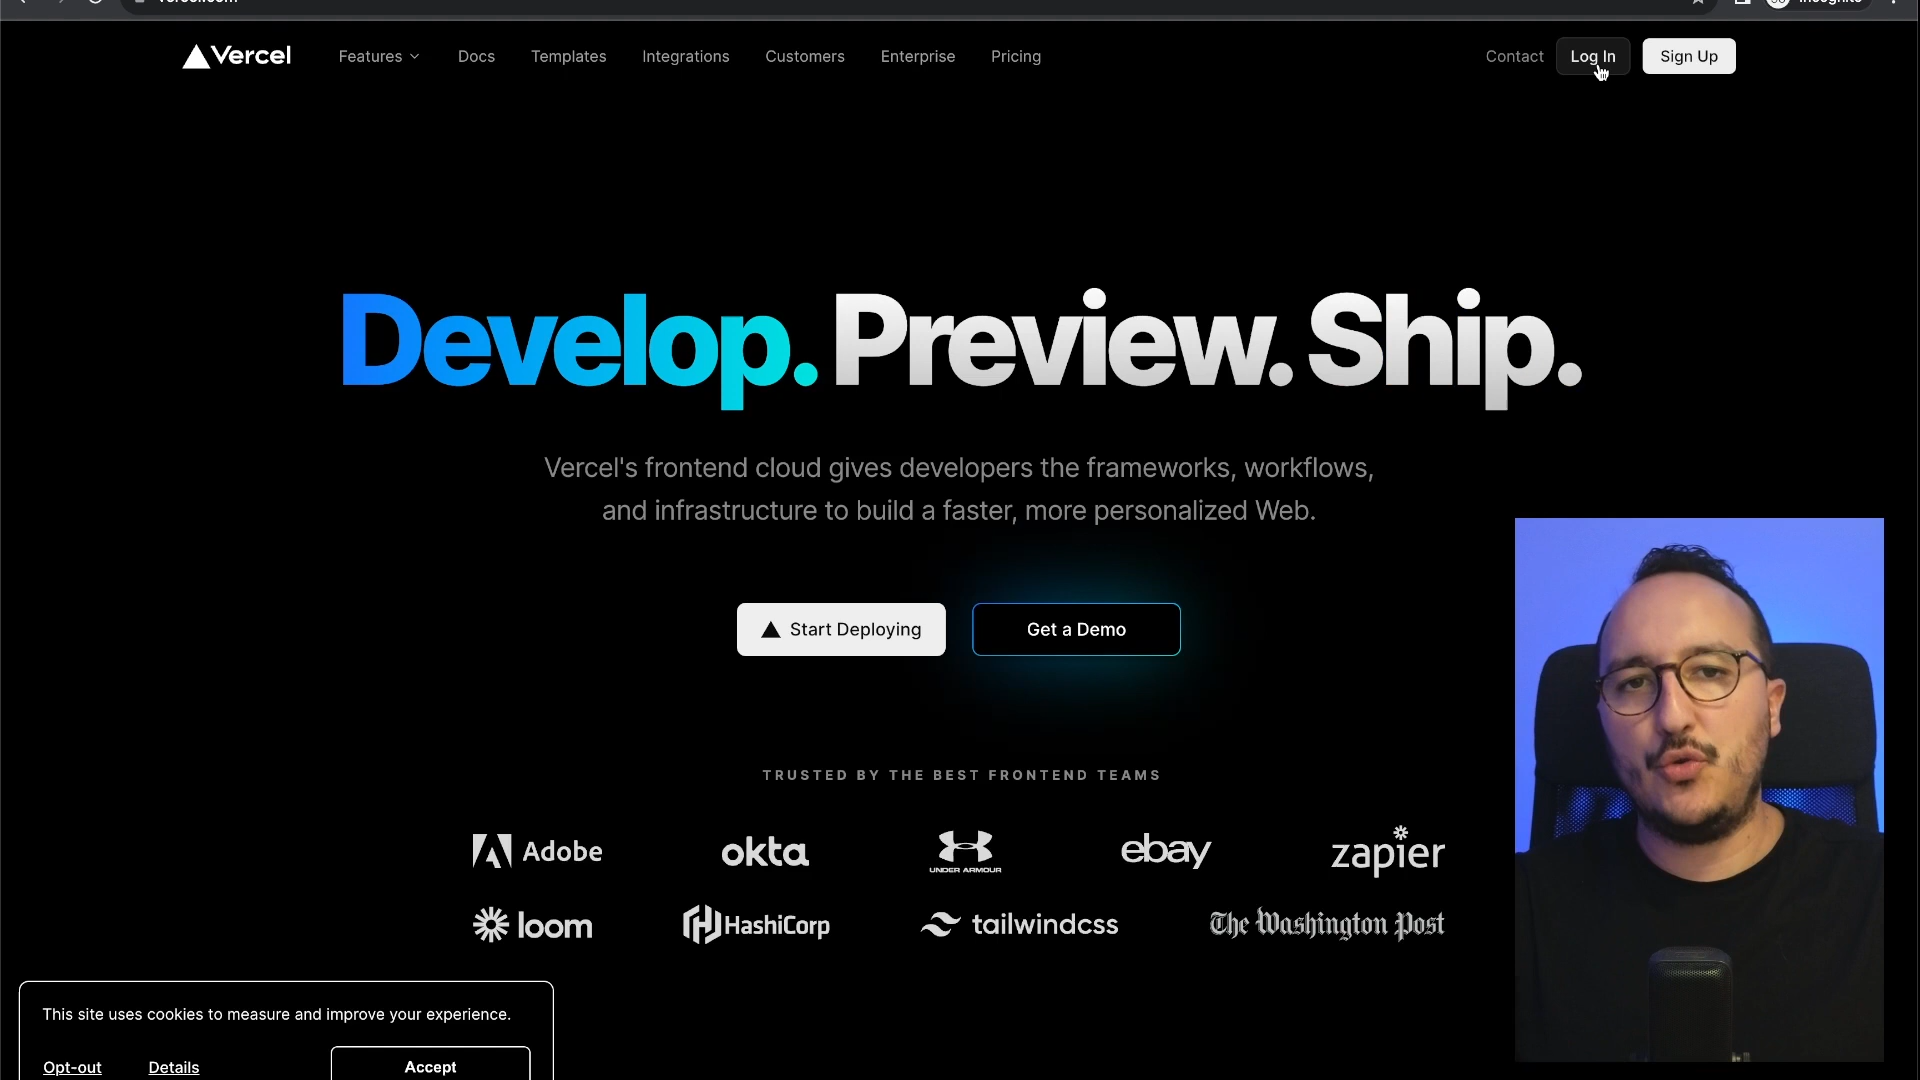 Vercel
Features
Docs
Templates
Integrations
Customers
Enterprise
Pricing
Contact
Log In
Sign Up
Develop. Preview. Ship.
Vercel's frontend cloud gives developers the frameworks, workflows,
and infrastructure to build a faster, more personalized Web.
Start Deploying
Get a Demo
TRUSTED BY THE BEST FRONTEND TEAMS
Adobe
okta
UNDER ARMOUR
ebay
zapier
loom
HashiCorp
tailwindcss
The Washington Post
This site uses cookies to measure and improve your experience.
Opt-out
Details
Accept